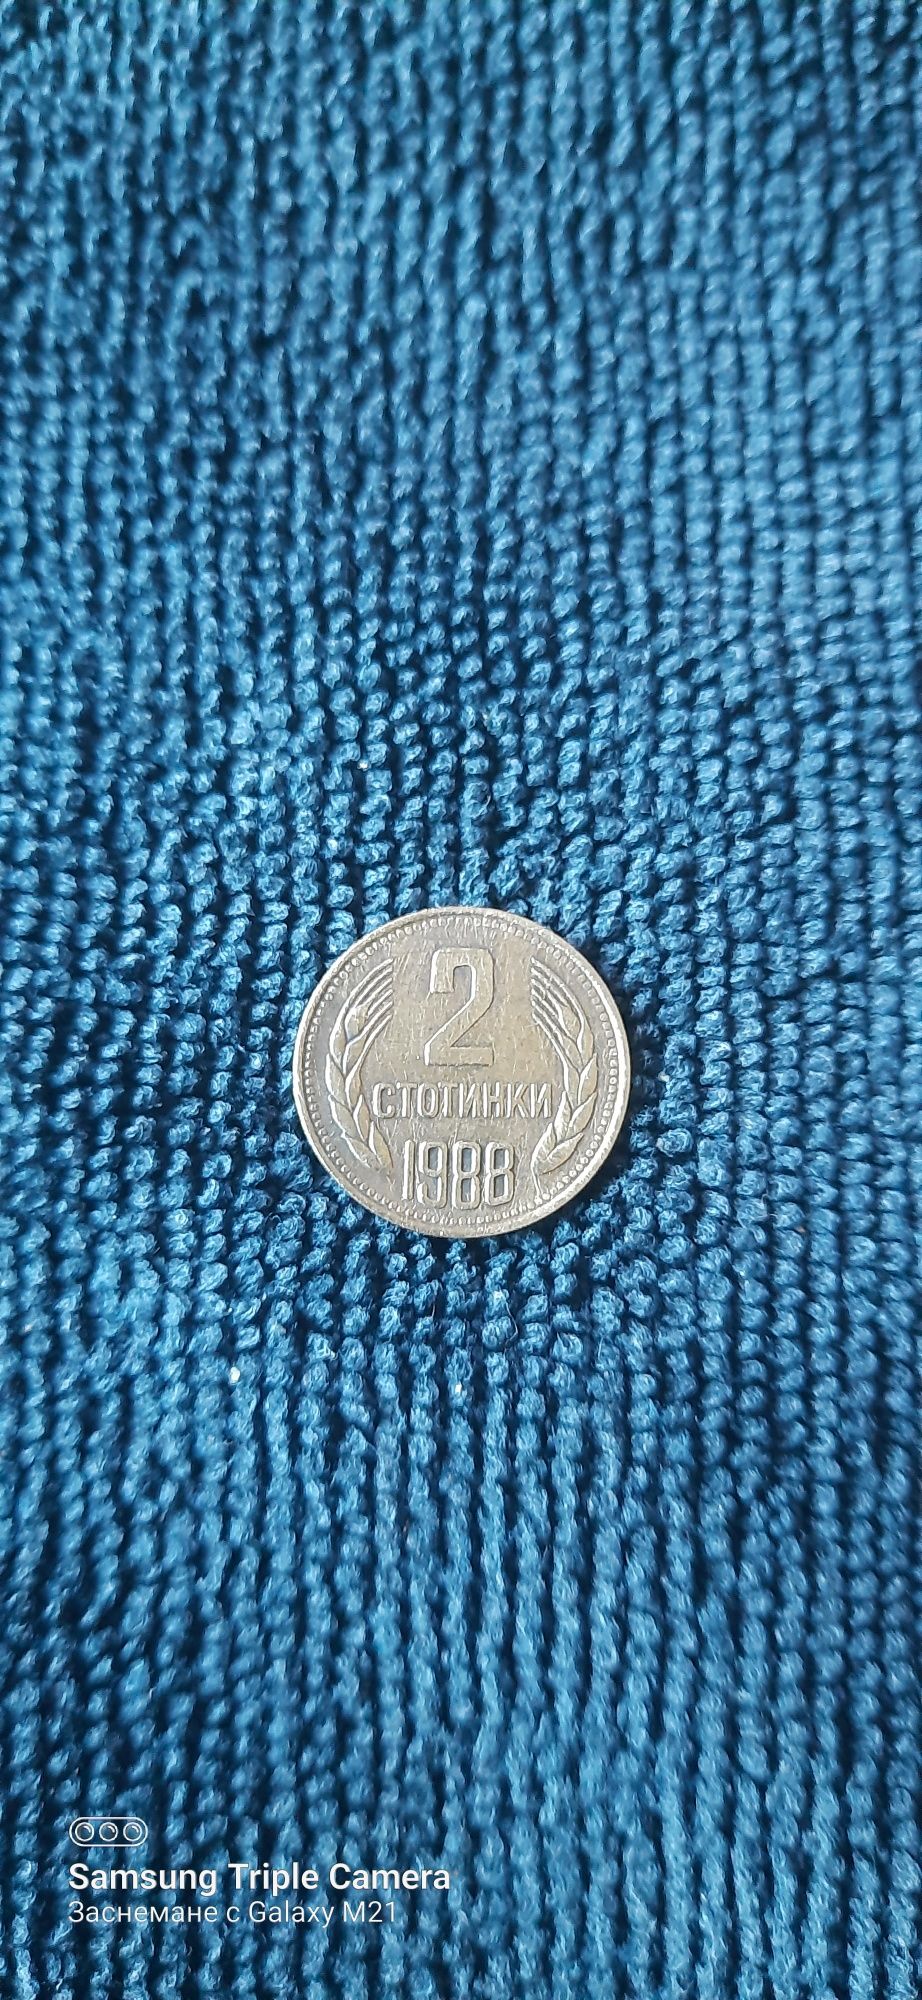 2
СТОТИНКИ
1988
Samsung Triple Camera
Заснемане с Galaxy M21